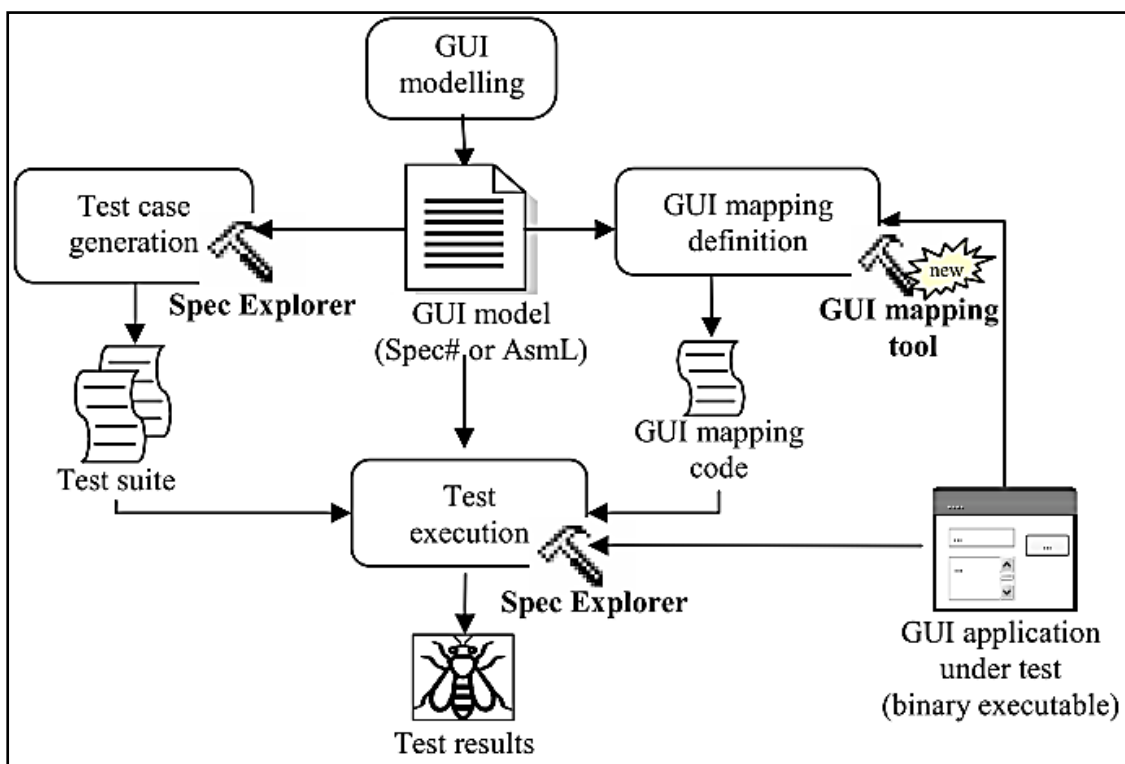 GUI
modelling
Test case
generation
Spec Explorer
GUI model
(Spec# or AsmL)
GUI mapping
definition
new
GUI mapping
tool
Test suite
GUI mapping
code
Test
execution
Spec Explorer
....
...
...
...
GUI application
under test
(binary executable)
Test results